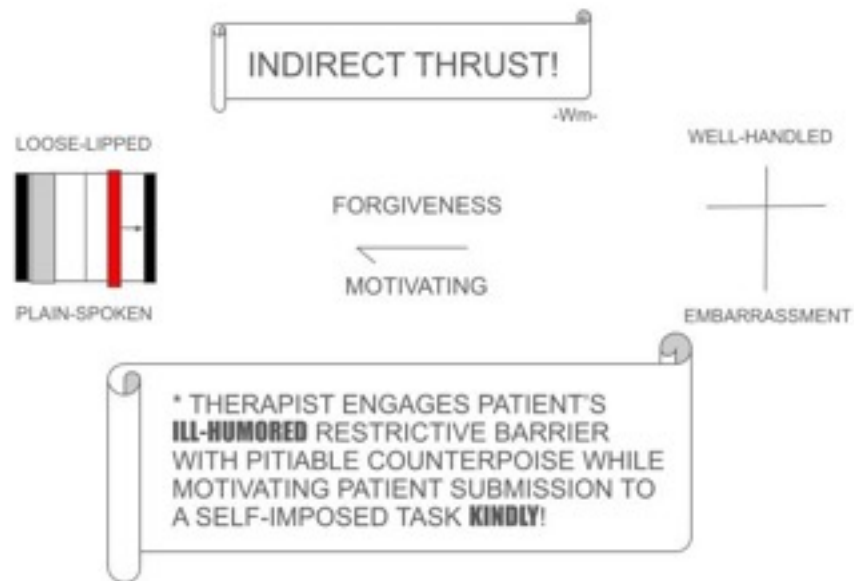 INDIRECT THRUST!
-Wm-
LOOSE-LIPPED
PLAIN-SPOKEN
FORGIVENESS
MOTIVATING
WELL-HANDLED
EMBARRASSMENT
* THERAPIST ENGAGES PATIENT'S
ILL-HUMORED RESTRICTIVE BARRIER
WITH PITIABLE COUNTERPOISE WHILE
MOTIVATING PATIENT SUBMISSION TO
A SELF-IMPOSED TASK KINDLY!